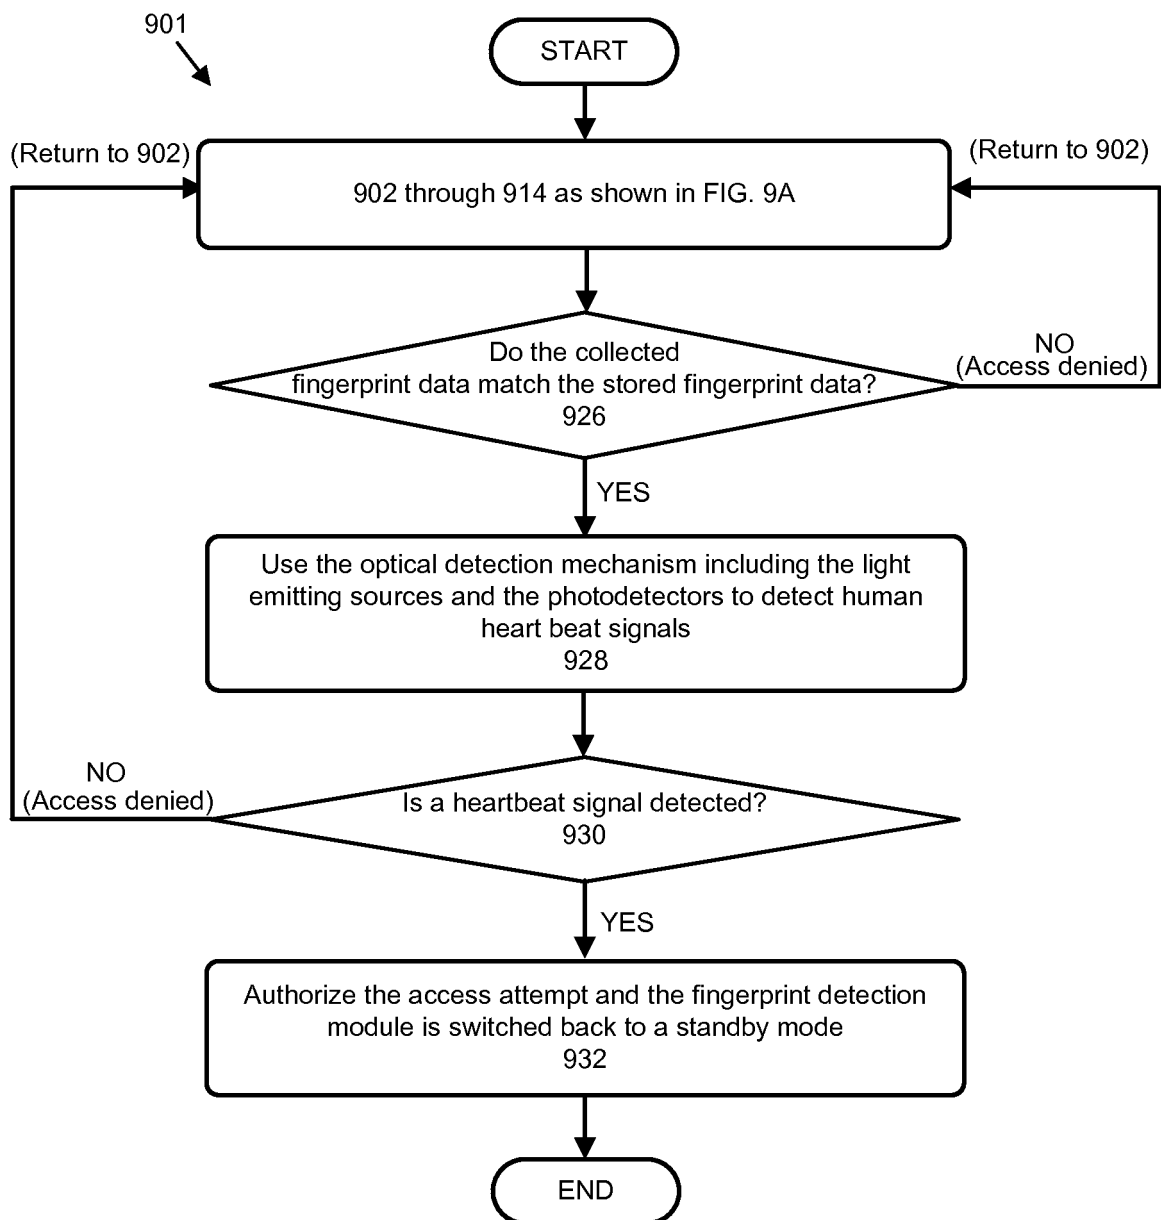 901
START
(Return to 902)
(Return to 902)
902 through 914 as shown in FIG. 9A
Do the collected
fingerprint data match the stored fingerprint data?
926
NO
(Access denied)
YES
Use the optical detection mechanism including the light
emitting sources and the photodetectors to detect human
heart beat signals
928
NO
(Access denied)
Is a heartbeat signal detected?
930
YES
Authorize the access attempt and the fingerprint detection
module is switched back to a standby mode
932
END